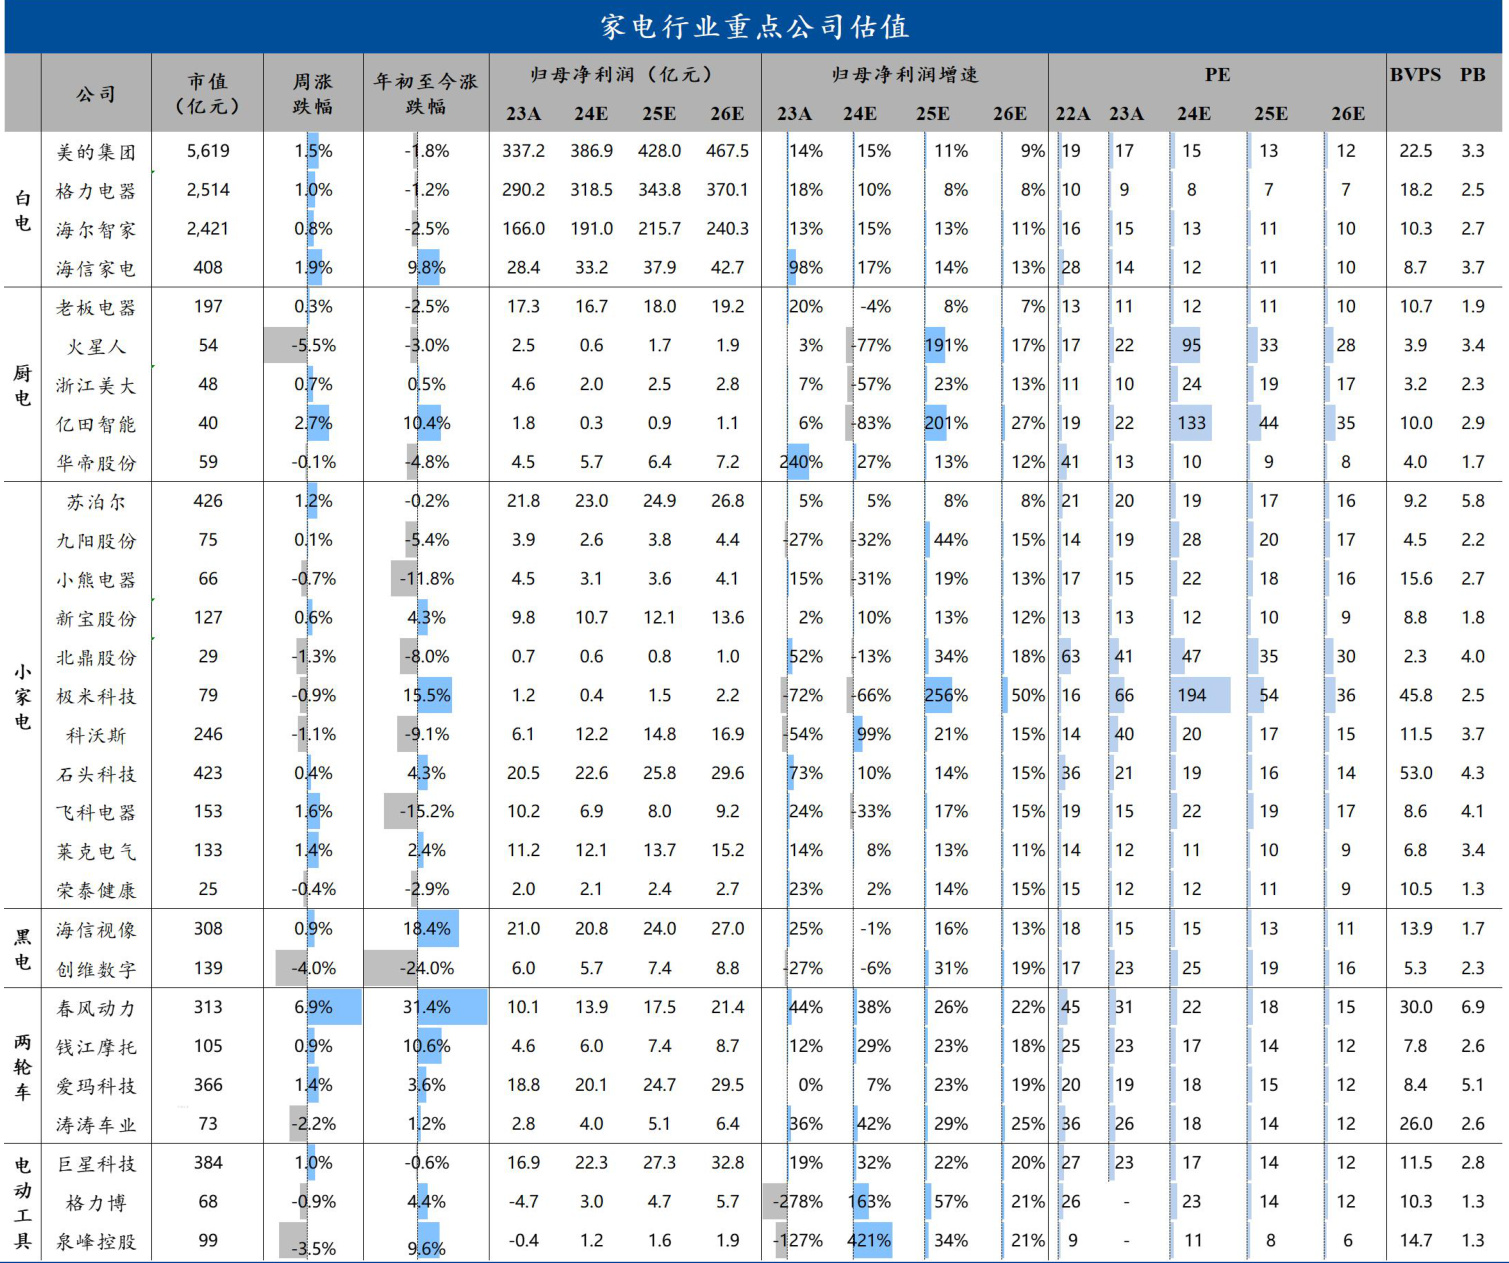 家电行业重点公司估值
公司 市值（亿元） 周涨跌幅 年初至今涨跌幅 归母净利润（亿元） 归母净利润增速 PE BVPS PB
23A 24E 25E 26E 23A 24E 25E 26E 22A 23A 24E 25E 26E
白电
美的集团 5,619 1.5% -1.8% 337.2 386.9 428.0 467.5 14% 15% 11% 9% 19 17 15 13 12 22.5 3.3
格力电器 2,514 1.0% -1.2% 290.2 318.5 343.8 370.1 18% 10% 8% 8% 10 9 8 7 7 18.2 2.5
海尔智家 2,421 0.8% -2.5% 166.0 191.0 215.7 240.3 13% 15% 13% 11% 16 15 13 11 10 10.3 2.7
海信家电 408 1.9% 9.8% 28.4 33.2 37.9 42.7 98% 17% 14% 13% 28 14 12 11 10 8.7 3.7
厨电
老板电器 197 0.3% -2.5% 17.3 16.7 18.0 19.2 20% -4% 8% 7% 13 11 12 11 10 10.7 1.9
火星人 54 -5.5% -3.0% 2.5 0.6 1.7 1.9 3% -77% 191% 17% 17 22 95 33 28 3.9 3.4
浙江美大 48 0.7% 0.5% 4.6 2.0 2.5 2.8 7% -57% 23% 13% 11 10 24 19 17 3.2 2.3
亿田智能 40 2.7% 10.4% 1.8 0.3 0.9 1.1 6% -83% 201% 27% 19 22 133 44 35 10.0 2.9
华帝股份 59 -0.1% -4.8% 4.5 5.7 6.4 7.2 240% 27% 13% 12% 41 13 10 9 8 4.0 1.7
小家电
苏泊尔 426 1.2% -0.2% 21.8 23.0 24.9 26.8 5% 5% 8% 8% 21 20 19 17 16 9.2 5.8
九阳股份 75 0.1% -5.4% 3.9 2.6 3.8 4.4 -27% -32% 44% 15% 14 19 28 20 17 4.5 2.2
小熊电器 66 -0.7% -11.8% 4.5 3.1 3.6 4.1 15% -31% 19% 13% 17 15 22 18 16 15.6 2.7
新宝股份 127 0.6% 4.3% 9.8 10.7 12.1 13.6 2% 10% 13% 12% 13 13 12 10 9 8.8 1.8
北鼎股份 29 -1.3% -8.0% 0.7 0.6 0.8 1.0 52% -13% 34% 18% 63 41 47 35 30 2.3 4.0
极米科技 79 -0.9% 15.5% 1.2 0.4 1.5 2.2 -72% -66% 256% 50% 16 66 194 54 36 45.8 2.5
科沃斯 246 -1.1% -9.1% 6.1 12.2 14.8 16.9 -54% 99% 21% 15% 14 40 20 17 15 11.5 3.7
石头科技 423 0.4% 4.3% 20.5 22.6 25.8 29.6 73% 10% 14% 15% 36 21 19 16 14 53.0 4.3
飞科电器 153 1.6% -15.2% 10.2 6.9 8.0 9.2 24% -33% 17% 15% 19 15 22 19 17 8.6 4.1
莱克电气 133 1.4% 2.4% 11.2 12.1 13.7 15.2 14% 8% 13% 11% 14 12 11 10 9 6.8 3.4
荣泰健康 25 -0.4% -2.9% 2.0 2.1 2.4 2.7 23% 2% 14% 15% 15 12 12 11 9 10.5 1.3
黑电
海信视像 308 0.9% 18.4% 21.0 20.8 24.0 27.0 25% -1% 16% 13% 18 15 15 13 11 13.9 1.7
创维数字 139 -4.0% -24.0% 6.0 5.7 7.4 8.8 -27% -6% 31% 19% 17 23 25 19 16 5.3 2.3
两轮车
春风动力 313 6.9% 31.4% 10.1 13.9 17.5 21.4 44% 38% 26% 22% 45 31 22 18 15 30.0 6.9
钱江摩托 105 0.9% 10.6% 4.6 6.0 7.4 8.7 12% 29% 23% 18% 25 23 17 14 12 7.8 2.6
爱玛科技 366 1.4% 3.6% 18.8 20.1 24.7 29.5 0% 7% 23% 19% 20 19 18 15 12 8.4 5.1
涛涛车业 73 -2.2% 1.2% 2.8 4.0 5.1 6.4 36% 42% 29% 25% 36 26 18 14 12 26.0 2.6
电动工具
巨星科技 384 1.0% -0.6% 16.9 22.3 27.3 32.8 19% 32% 22% 20% 27 23 17 14 12 11.5 2.8
格力博 68 -0.9% 4.4% -4.7 3.0 4.7 5.7 -278% 163% 57% 21% 26 - 23 14 12 10.3 1.3
泉峰控股 99 -3.5% 9.6% -0.4 1.2 1.6 1.9 -127% 421% 34% 21% 9 - 11 8 6 14.7 1.3